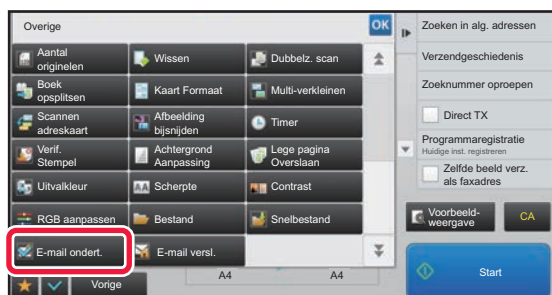 Overige
OK
Aantal
originelen
Wissen
Dubbelz. scan
Boek
opsplitsen
Kaart Formaat
Multi-verkleinen
Scannen
adreskaart
Afbeelding
bijsnijden
Timer
Verif.
Stempel
Achtergrond
Aanpassing
Lege pagina
Overslaan
Uitvalkleur
AA Scherpte
Contrast
RGB aanpassen
Bestand
Snelbestand
E-mail ondert.
E-mail versl.
Vorige
A4
A4
Zoeken in alg. adressen
Verzendgeschiedenis
Zoeknummer oproepen
Direct TX
Programmaregistratie
Huidige inst. registreren
Zelfde beeld verz.
als faxadres
Voorbeeld-
weergave
CA
Start